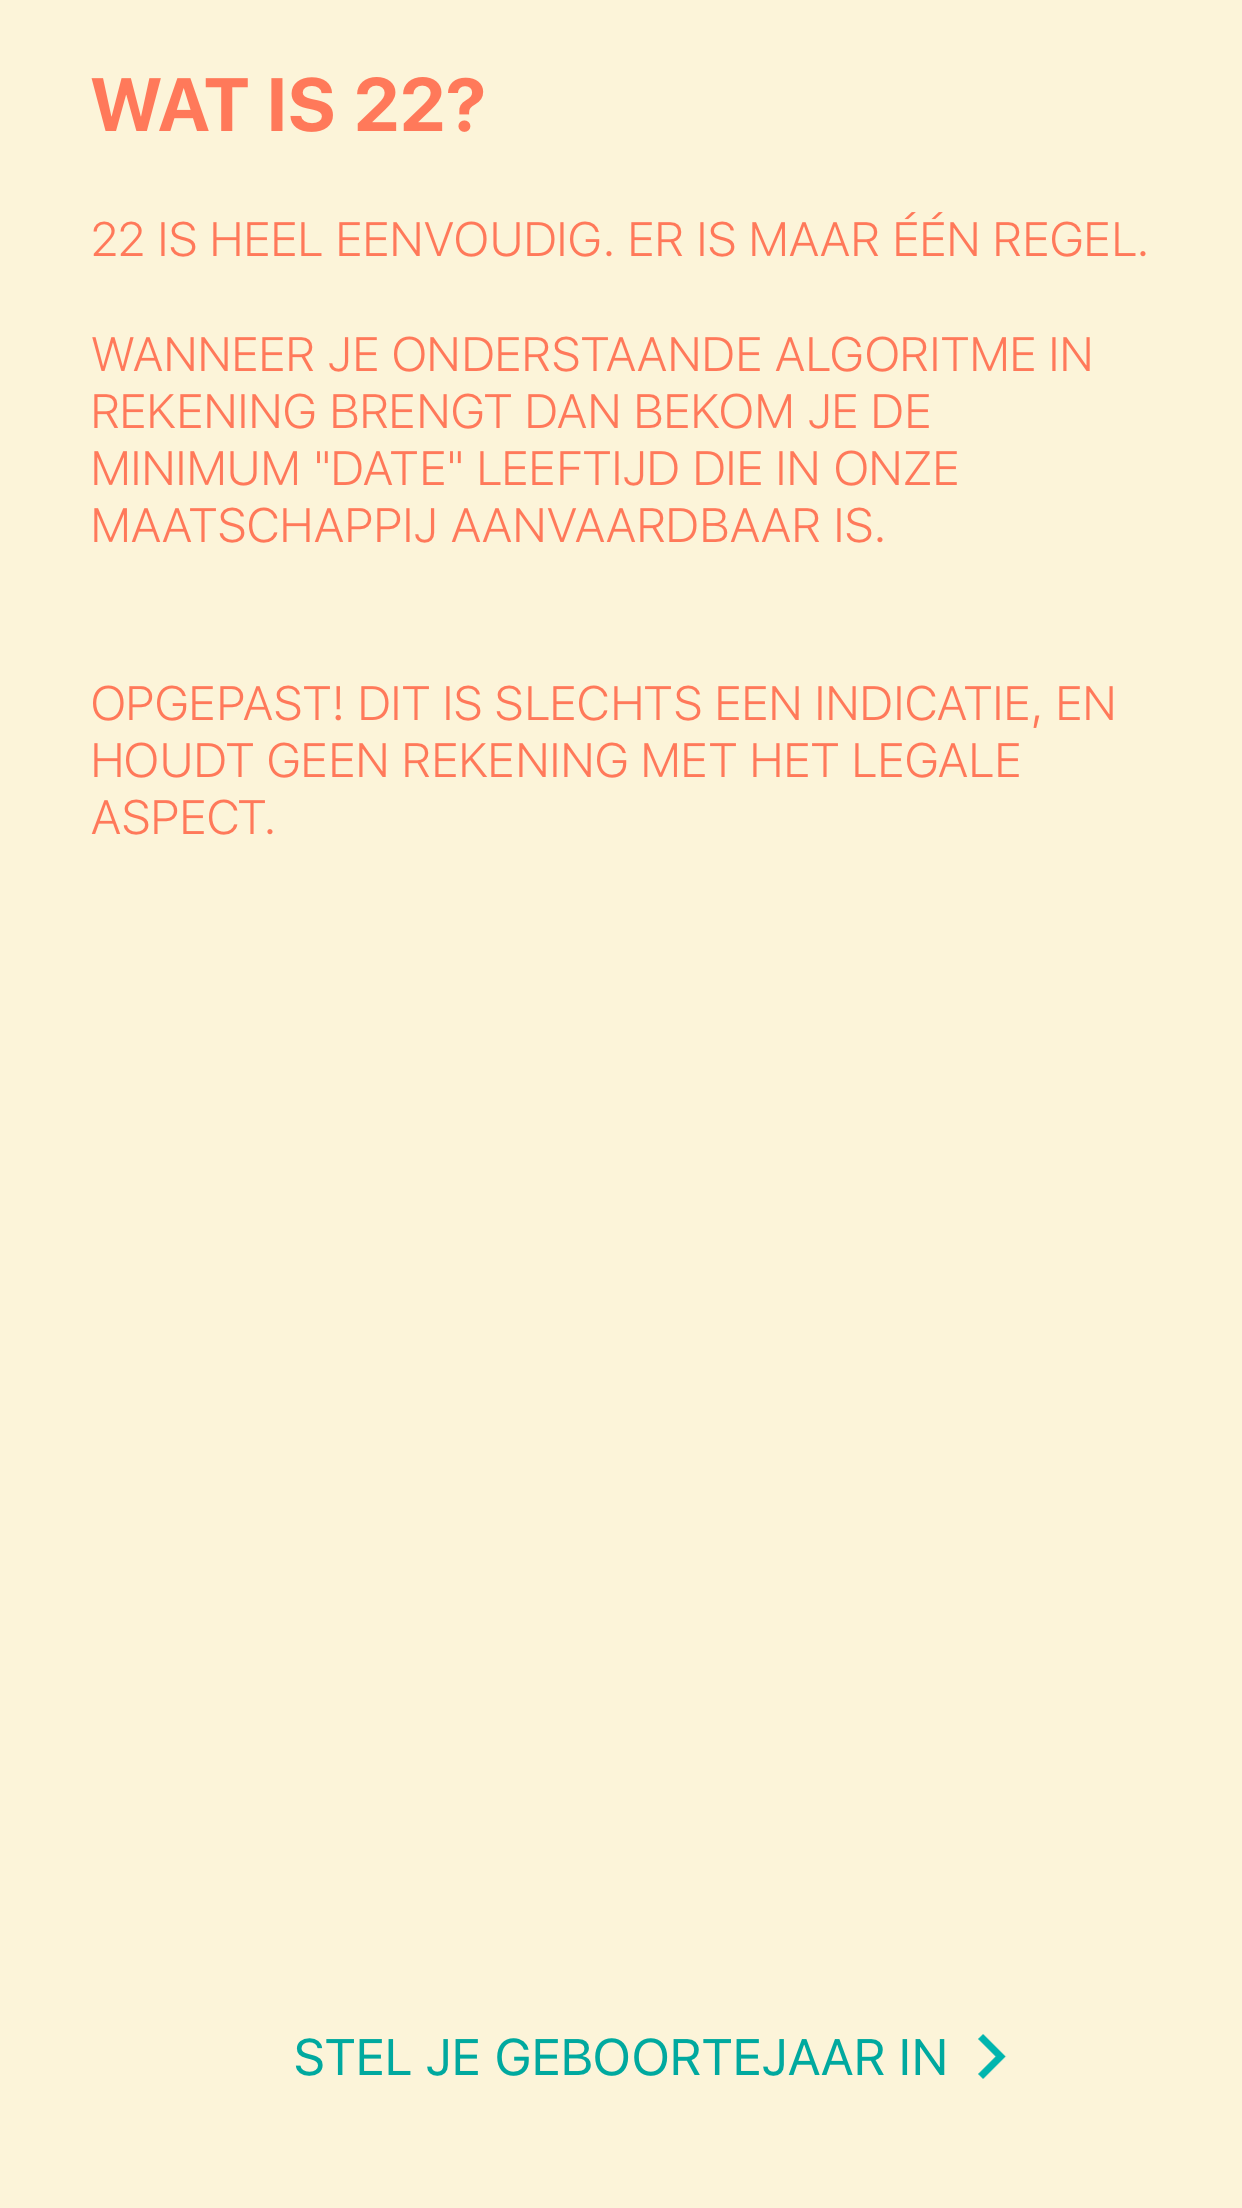 WAT IS 22?
22 IS HEEL EENVOUDIG. ER IS MAAR ÉÉN REGEL.
WANNEER JE ONDERSTAANDE ALGORITME IN
REKENING BRENGT DAN BEKOM JE DE
MINIMUM "DATE" LEEFTIJD DIE IN ONZE
MAATSCHAPPIJ AANVAARDBAAR IS.
OPGEPAST! DIT IS SLECHTS EEN INDICATIE, EN
HOUDT GEEN REKENING MET HET LEGALE
ASPECT.
STEL JE GEBOORTEJAAR IN